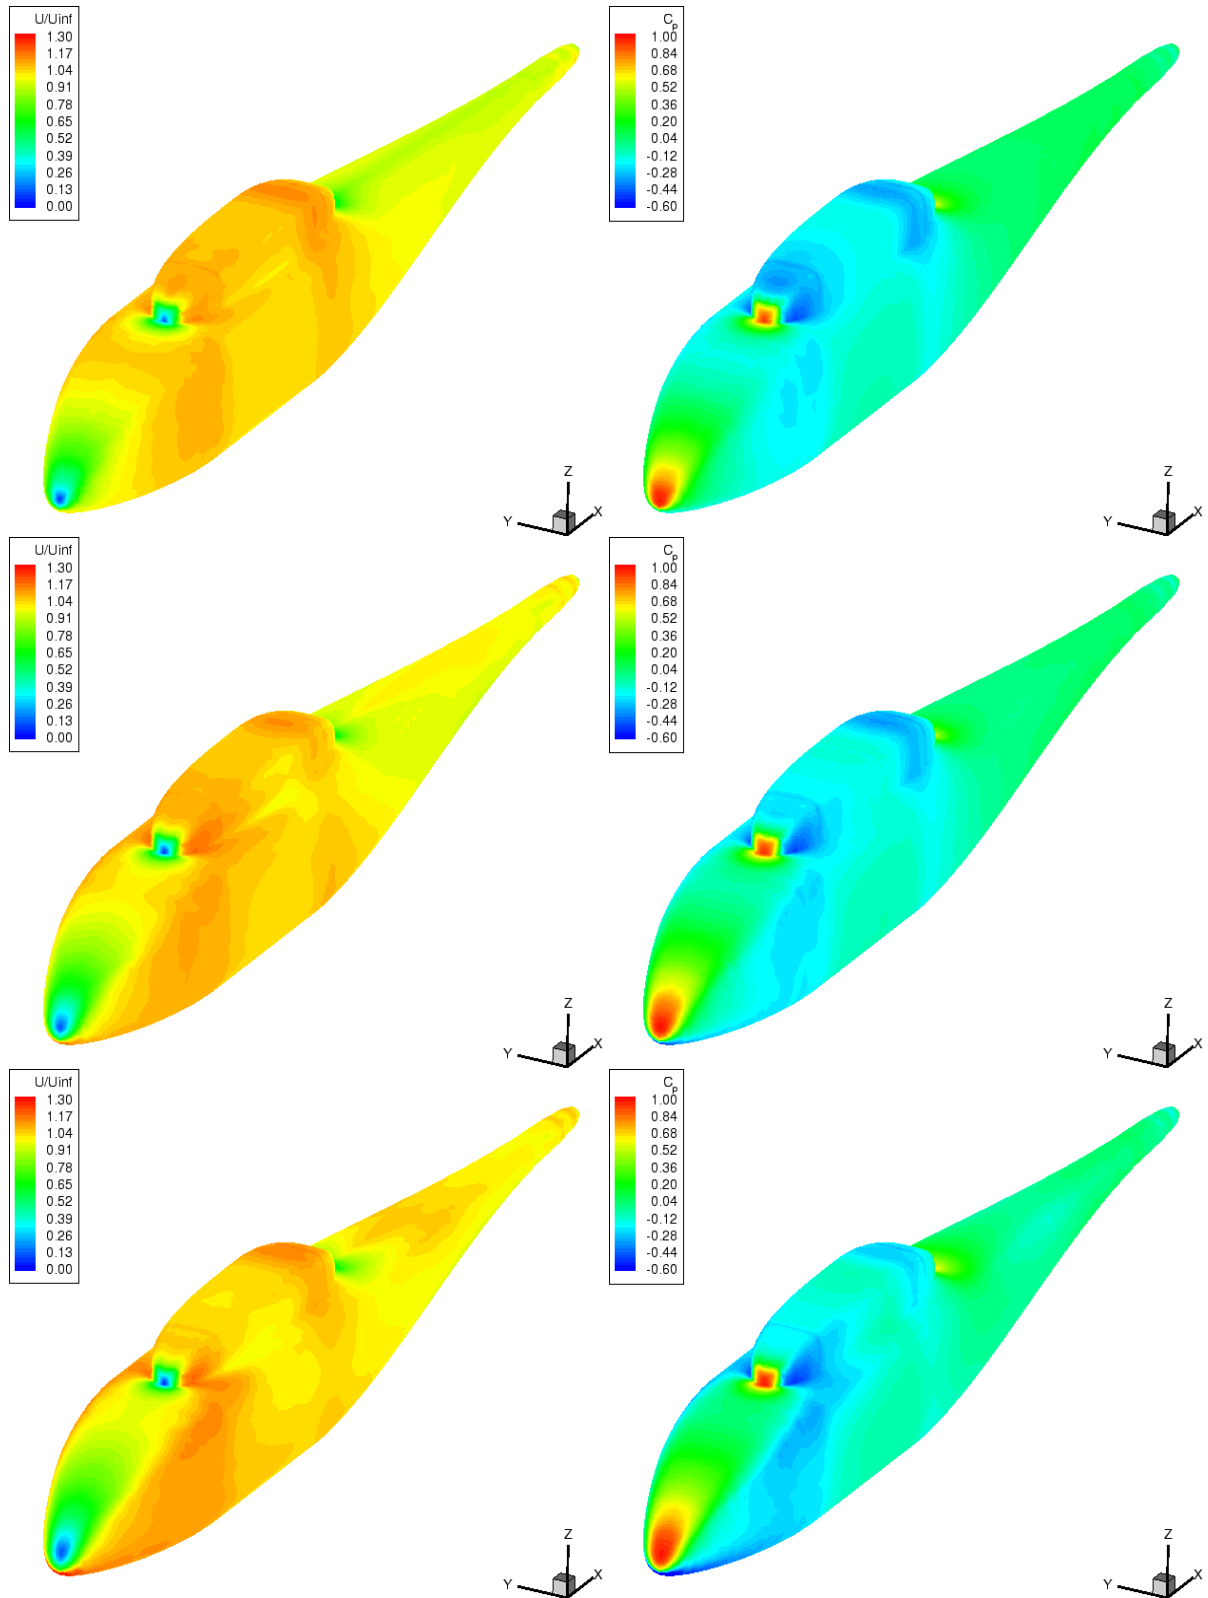 U/Uinf
1.30
1.17
1.04
0.91
0.78
0.65
0.52
0.39
0.26
0.13
0.00
Z
Y
X
Cp
1.00
0.84
0.68
0.52
0.36
0.20
0.04
-0.12
-0.28
-0.44
-0.60
Z
Y
X
U/Uinf
1.30
1.17
1.04
0.91
0.78
0.65
0.52
0.39
0.26
0.13
0.00
Z
Y
X
Cp
1.00
0.84
0.68
0.52
0.36
0.20
0.04
-0.12
-0.28
-0.44
-0.60
Z
Y
X
U/Uinf
1.30
1.17
1.04
0.91
0.78
0.65
0.52
0.39
0.26
0.13
0.00
Z
Y
X
Cp
1.00
0.84
0.68
0.52
0.36
0.20
0.04
-0.12
-0.28
-0.44
-0.60
Z
Y
X